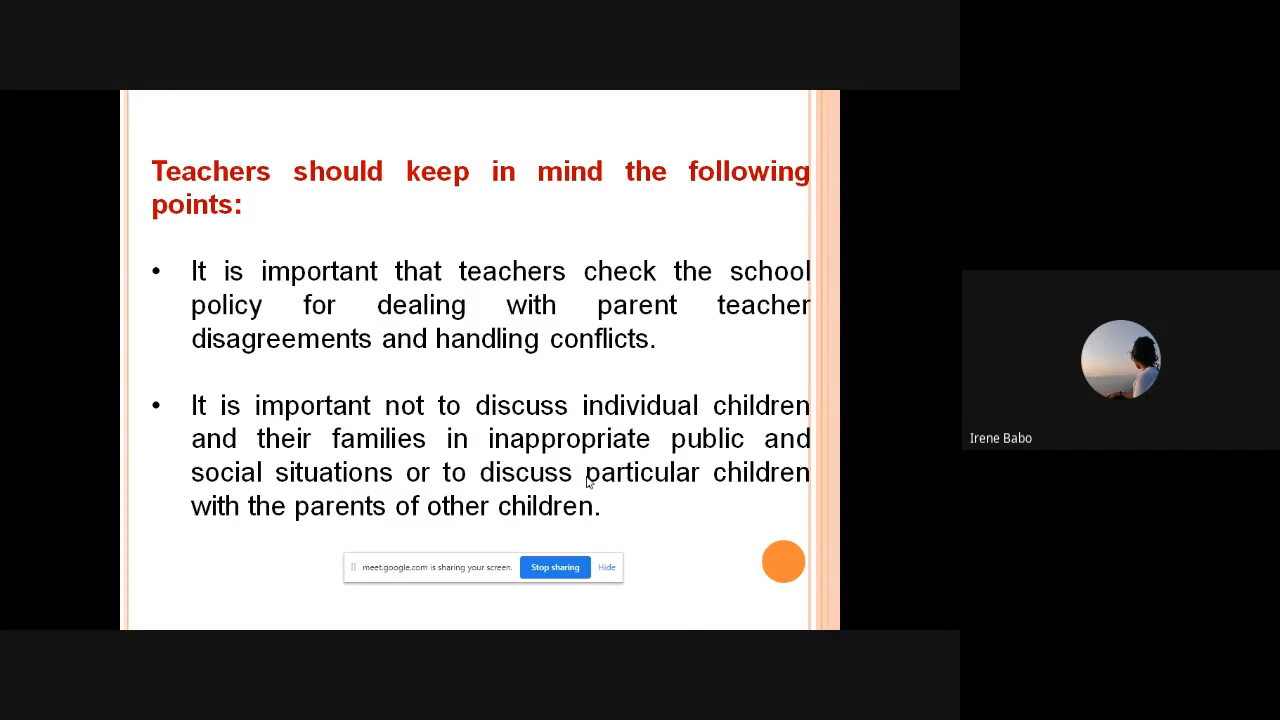 Teachers should keep in mind the following
points:
• It is important that teachers check the school
policy for dealing with parent teacher
disagreements and handling conflicts.
• It is important not to discuss individual children
and their families in inappropriate public and
social situations or to discuss particular children
with the parents of other children.
meet.google.com is sharing your screen. Stop sharing Hide
Irene Babo